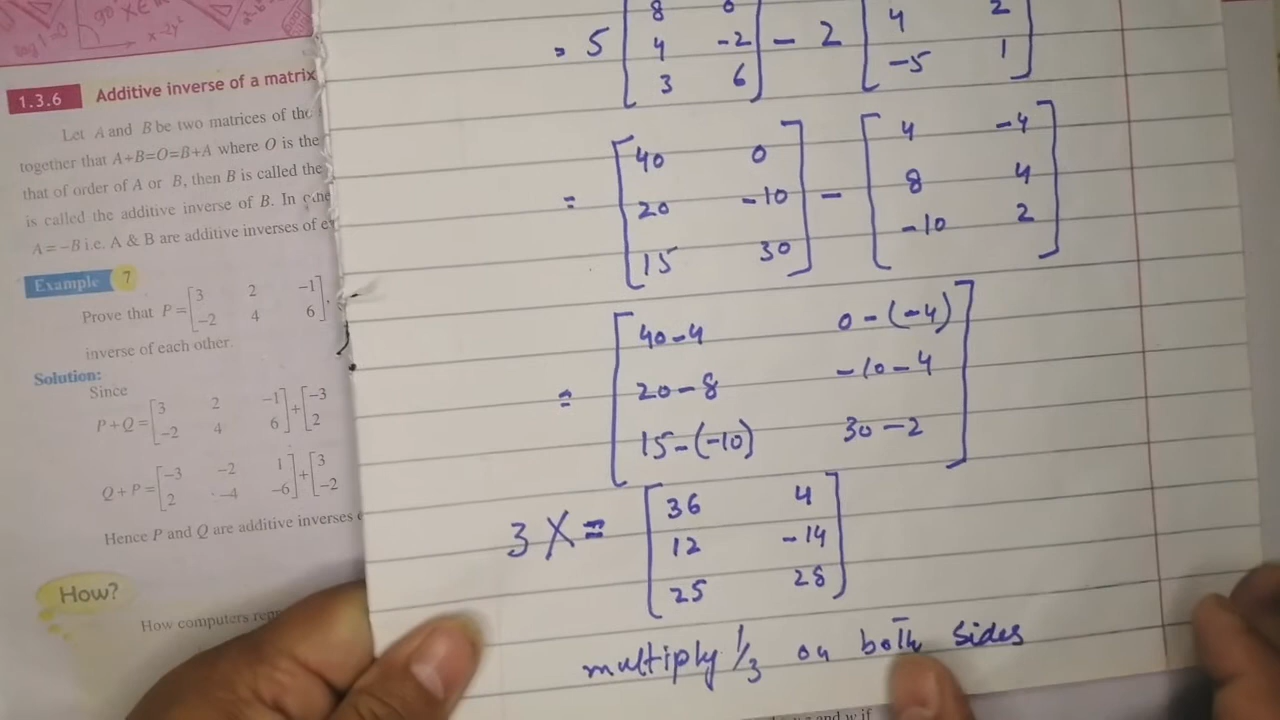 90° X∈
log 1 = 0
x-2y²
1.3.6 Additive inverse of a matrix
Let A and B be two matrices of the
together that A+B=O=B+A where O is the
that of order of A or B, then B is called the
is called the additive inverse of B. In
A = −B i.e. A & B are additive inverses of
Example 7
Prove that P = [3 2 −1
−2 4 6],
inverse of each other.
Solution:
Since
P+Q = [3 2 −1
−2 4 6] + [−3
2
Q+P = [−3 −2 1
2 −4 −6] + [3
−2
Hence P and Q are additive inverses
How?
How computers
= 5 [8 0
4 -2
3 6] - 2 [4 2
-5 1]
= [40 0
20 -10
15 30] - [4 -4
8 4
-10 2]
= [40-4 0-(-4)
20-8 -10-4
15-(-10) 30-2]
3X = [36 4
12 -14
25 28]
multiply 1/3 on both sides